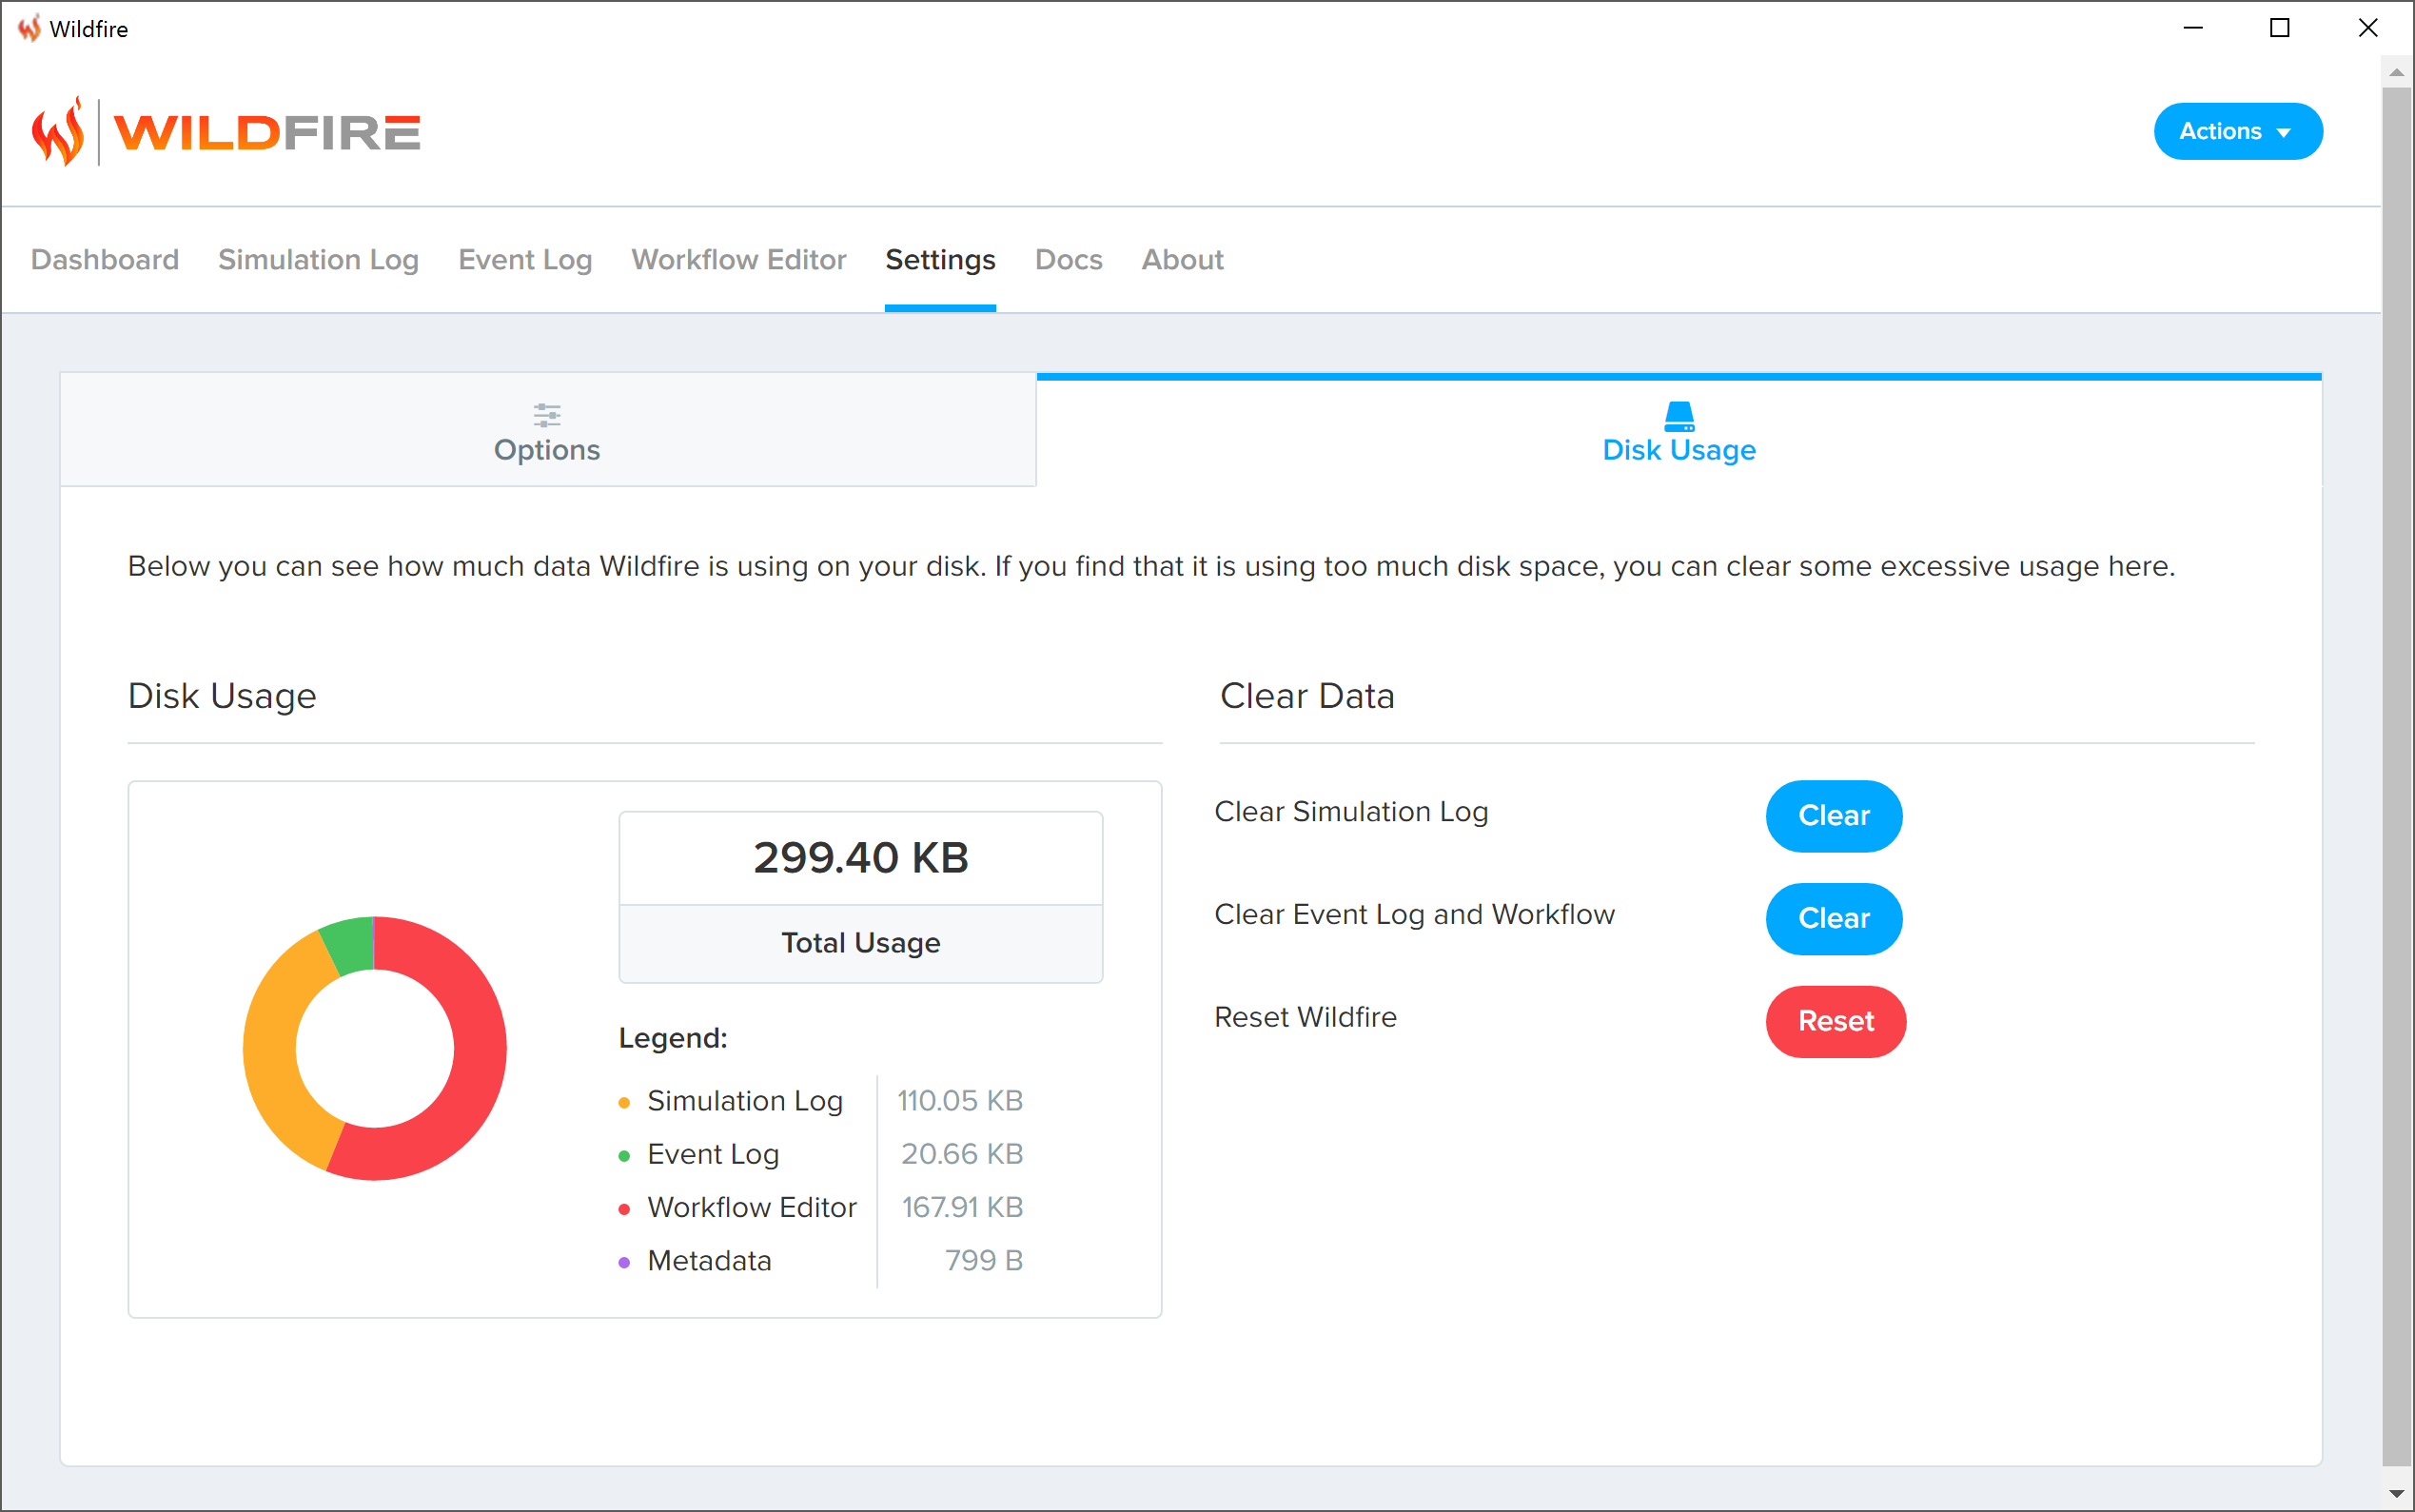 Wildfire
WILDFIRE
Actions
Dashboard Simulation Log Event Log Workflow Editor Settings Docs About
Options
Disk Usage
Below you can see how much data Wildfire is using on your disk. If you find that it is using too much disk space, you can clear some excessive usage here.
Disk Usage
299.40 KB
Total Usage
Legend:
Simulation Log 110.05 KB
Event Log 20.66 KB
Workflow Editor 167.91 KB
Metadata 799 B
Clear Data
Clear Simulation Log Clear
Clear Event Log and Workflow Clear
Reset Wildfire Reset